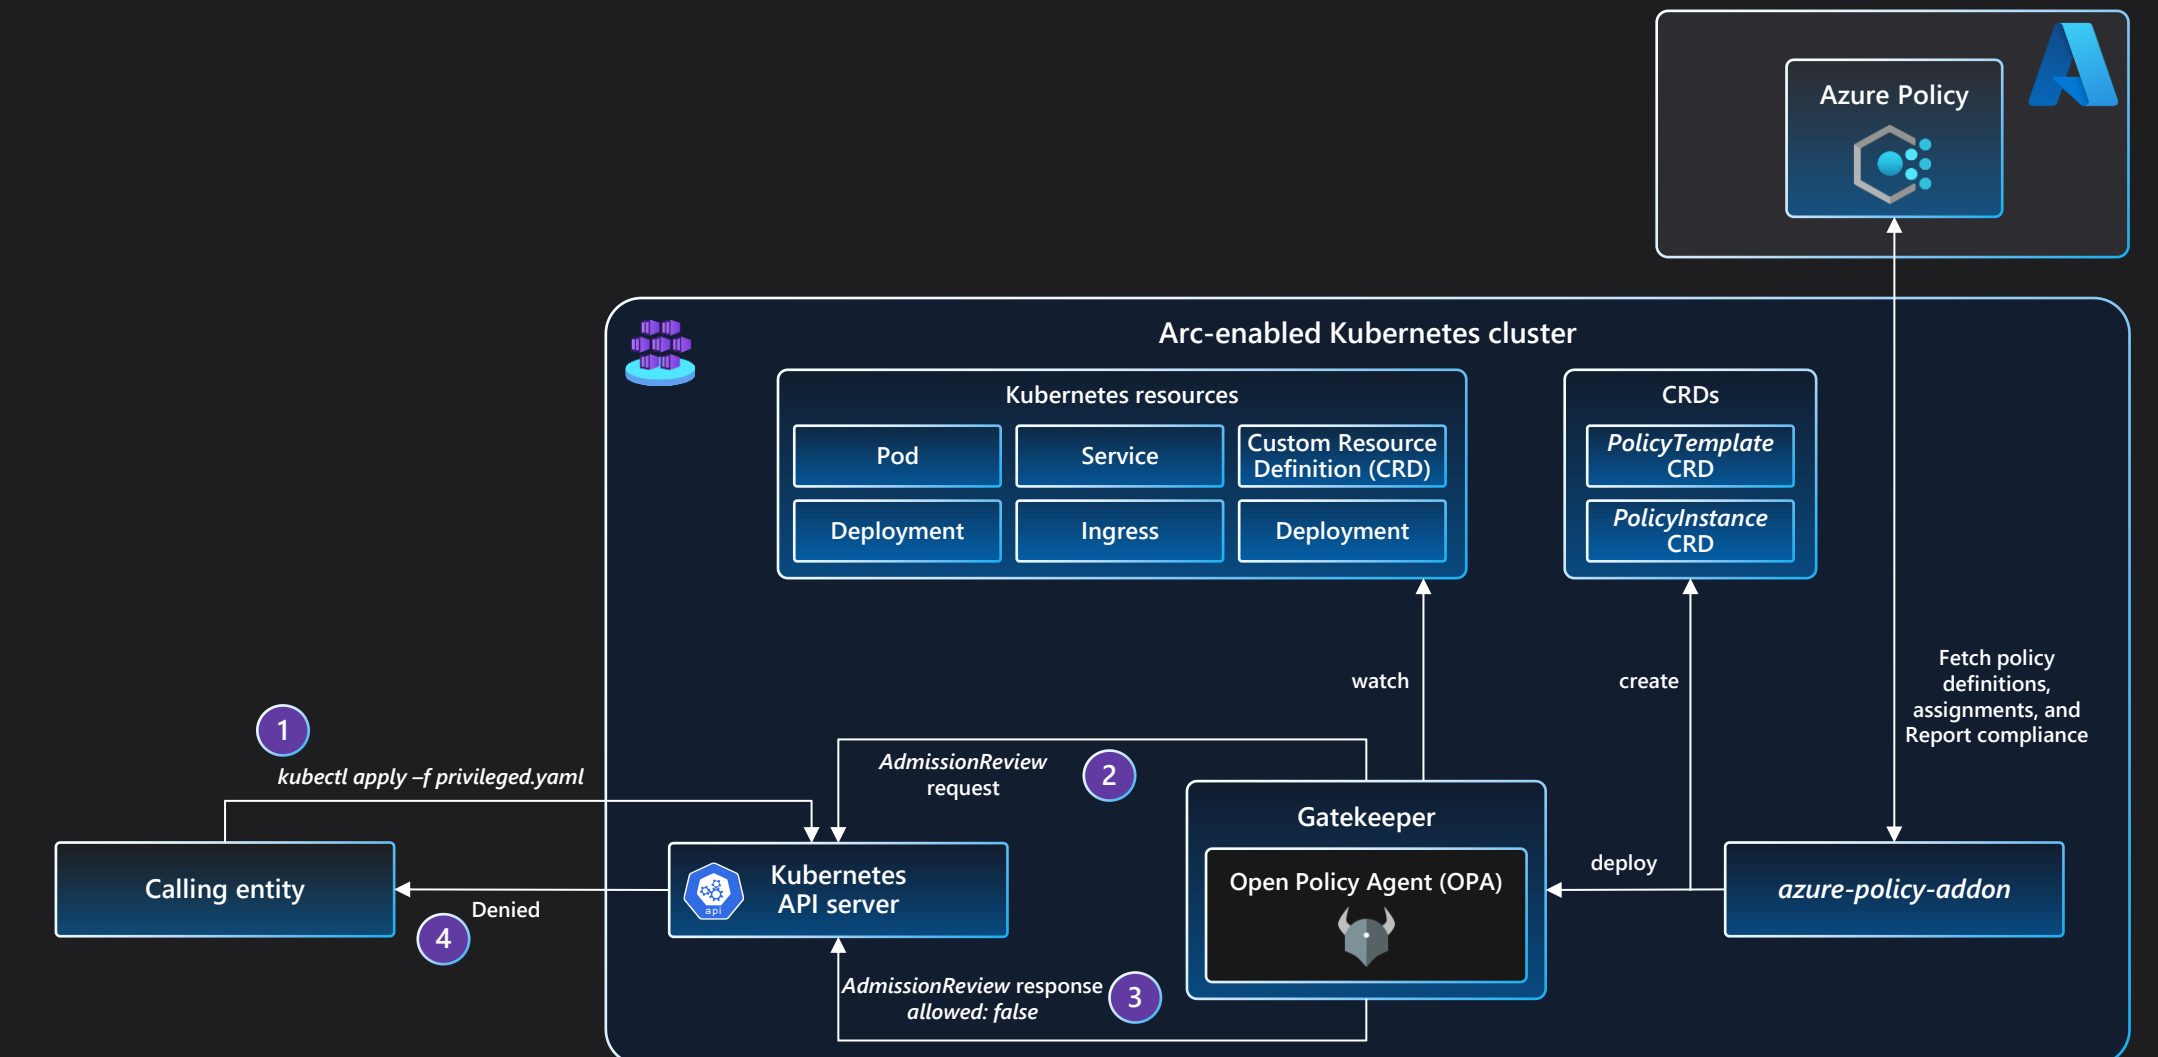 Azure Policy
Arc-enabled Kubernetes cluster
Kubernetes resources
Pod
Service
Custom Resource
Definition (CRD)
Deployment
Ingress
Deployment
CRDs
PolicyTemplate
CRD
PolicyInstance
CRD
watch
create
Fetch policy
definitions,
assignments, and
Report compliance
1
kubectl apply –f privileged.yaml
AdmissionReview
request
2
Calling entity
Denied
4
Kubernetes
API server
api
Gatekeeper
Open Policy Agent (OPA)
deploy
azure-policy-addon
AdmissionReview response
allowed: false
3